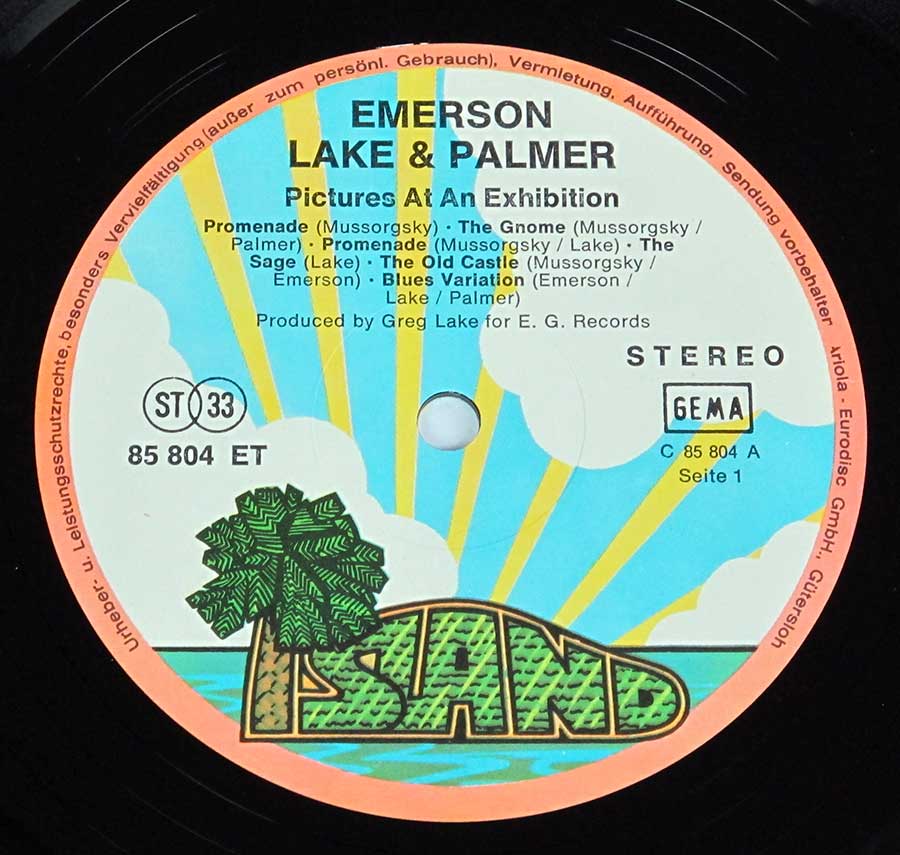 Urheber- u. Leistungsschutzrechte, besonders Vervielfältigung (außer zum persönl. Gebrauch), Vermietung, Aufführung, Sendung vorbehalten Ariola - Eurodisc GmbH., Gütersloh
EMERSON
LAKE & PALMER
Pictures At An Exhibition
Promenade (Mussorgsky) · The Gnome (Mussorgsky /
Palmer) · Promenade (Mussorgsky / Lake) · The
Sage (Lake) · The Old Castle (Mussorgsky /
Emerson) · Blues Variation (Emerson /
Lake / Palmer)
Produced by Greg Lake for E. G. Records
STEREO
ST 33
GEMA
85 804 ET
C 85 804 A
Seite 1
ISLAND